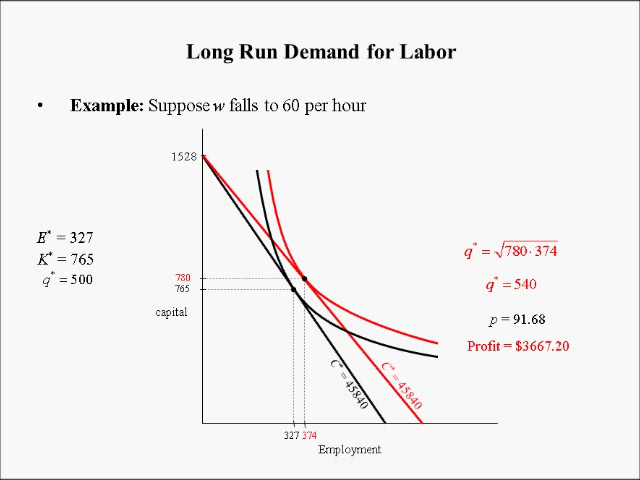 Long Run Demand for Labor
• Example: Suppose w falls to 60 per hour
1528
E* = 327
K* = 765
q* = 500
780
765
capital
q* = √780·374
q* = 540
p = 91.68
Profit = $3667.20
C* = 45840
C* = 45840
327 374
Employment